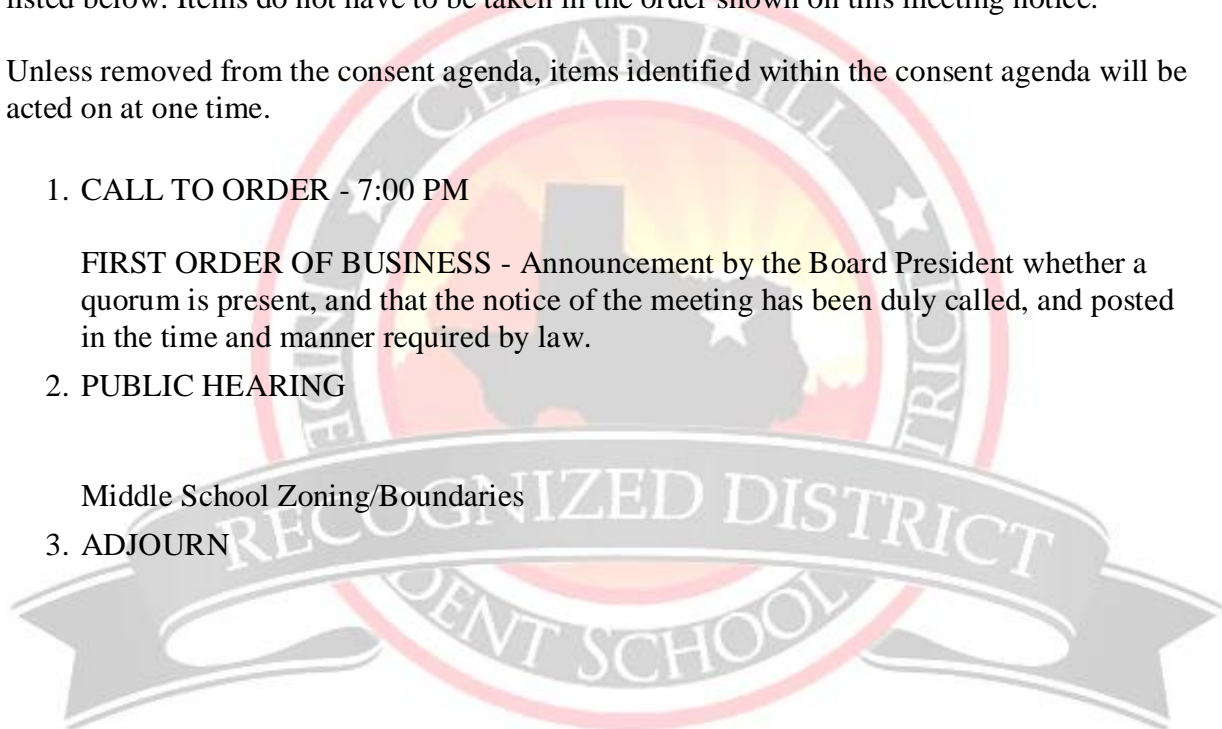 listed below. Items do not have to be taken in the order shown on this meeting notice.
Unless removed from the consent agenda, items identified within the consent agenda will be
acted on at one time.
1. CALL TO ORDER - 7:00 PM
FIRST ORDER OF BUSINESS - Announcement by the Board President whether a
quorum is present, and that the notice of the meeting has been duly called, and posted
in the time and manner required by law.
2. PUBLIC HEARING
Middle School Zoning/Boundaries
3. ADJOURN
CEDAR HILL
INDE
RECOGNIZED DISTRICT
DENT SCHOOL
TRICT